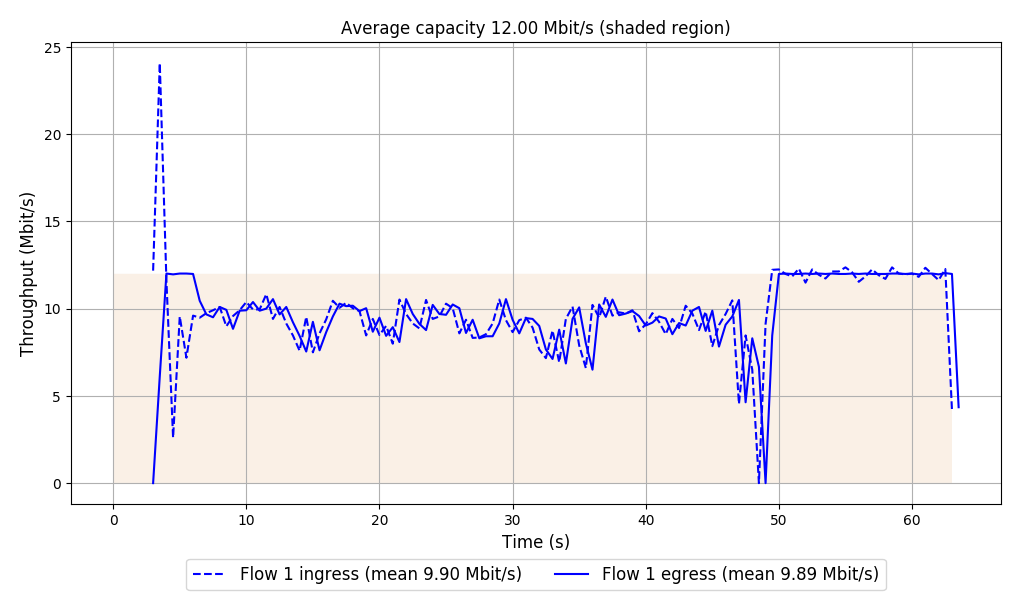 Average capacity 12.00 Mbit/s (shaded region)
Throughput (Mbit/s)
25
20
15
10
5
0
0 10 20 30 40 50 60
Time (s)
Flow 1 ingress (mean 9.90 Mbit/s) Flow 1 egress (mean 9.89 Mbit/s)